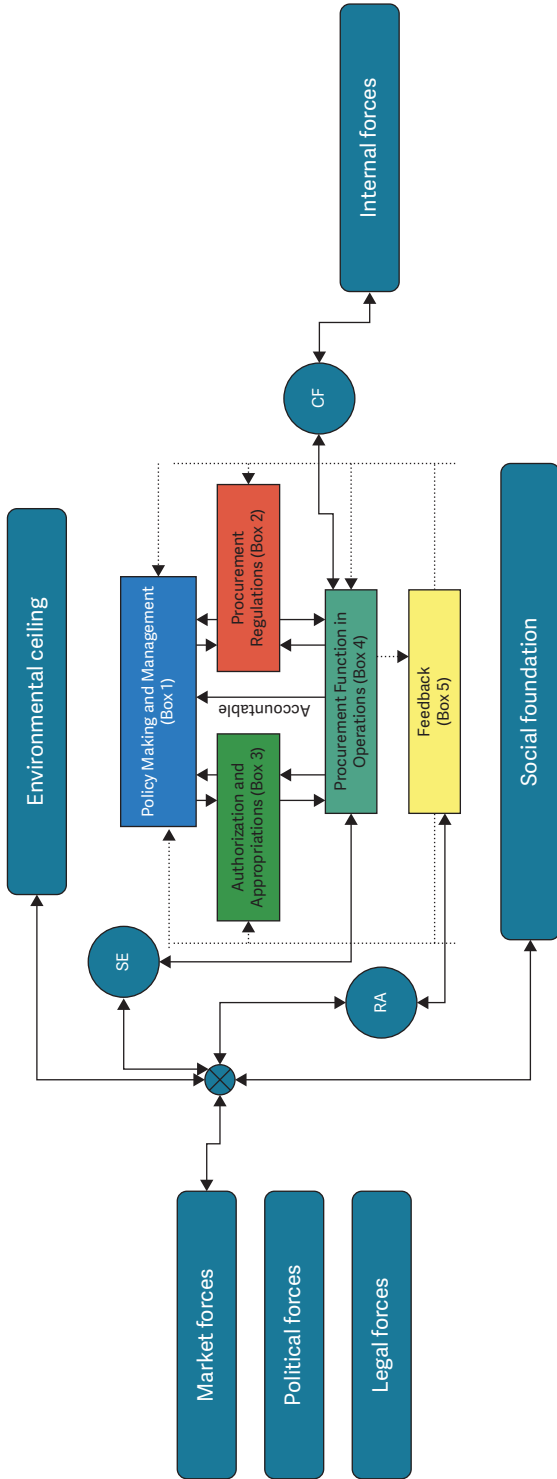 Environmental ceiling
Policy Making and Management
(Box 1)
SE
Market forces
Authorization and
Appropriations (Box 3)
Accountable
Procurement
Regulations (Box 2)
Political forces
RA
Procurement Function in
Operations (Box 4)
CF
Internal forces
Legal forces
Feedback
(Box 5)
Social foundation